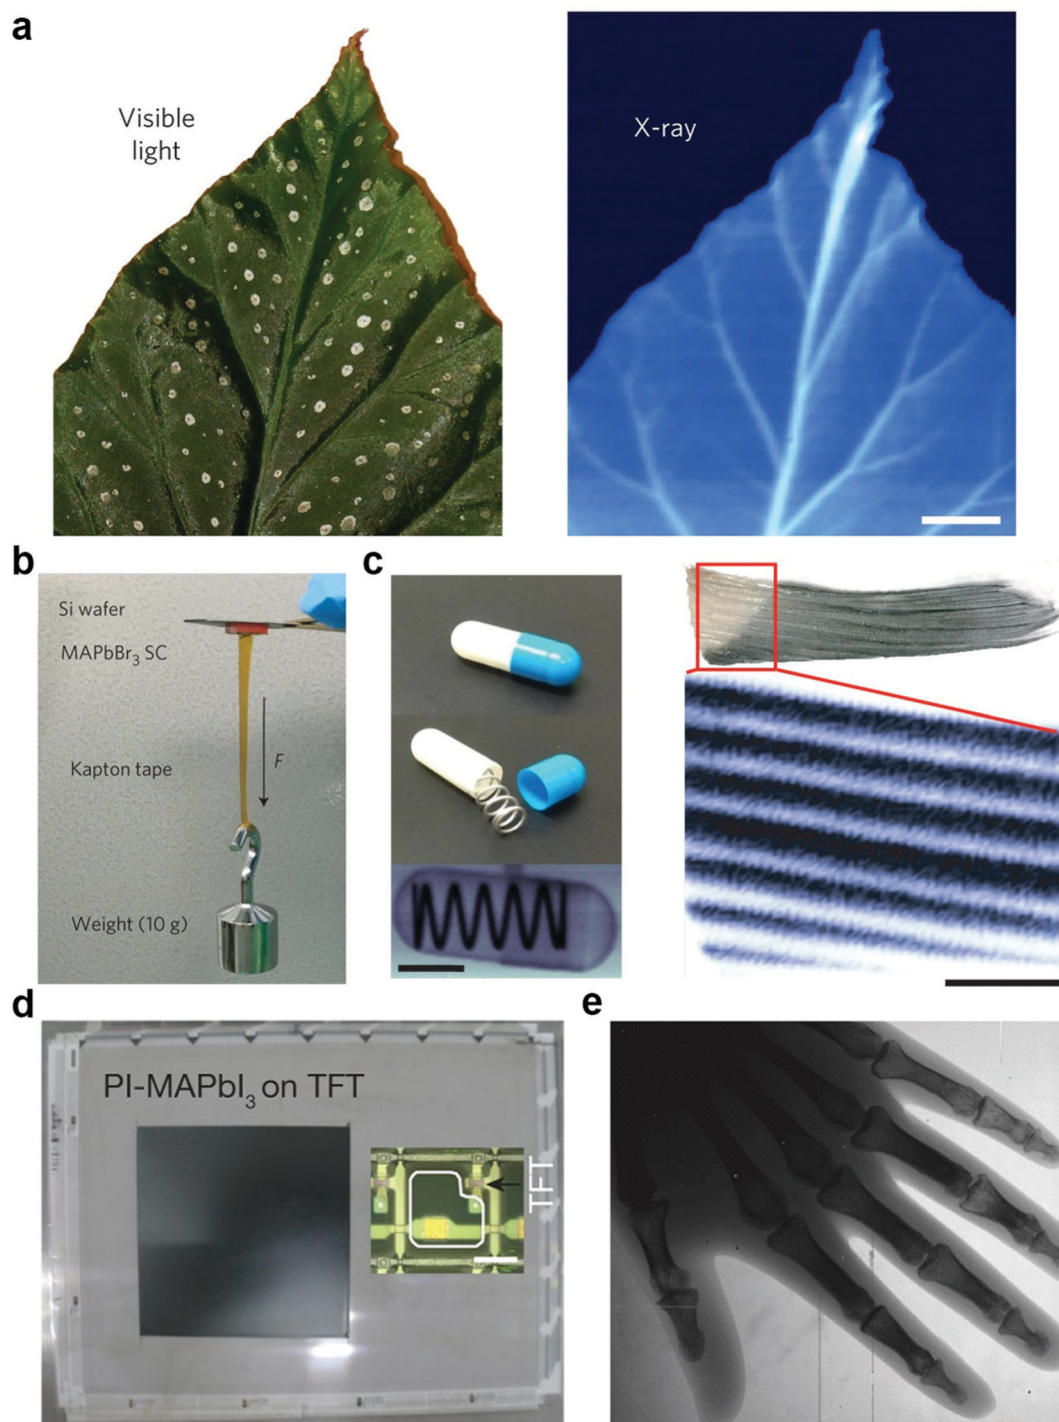 a
Visible
light
X-ray
b
Si wafer
MAPbBr₃ SC
F
Kapton tape
Weight (10 g)
c
d
PI-MAPbI₃ on TFT
TFT
e